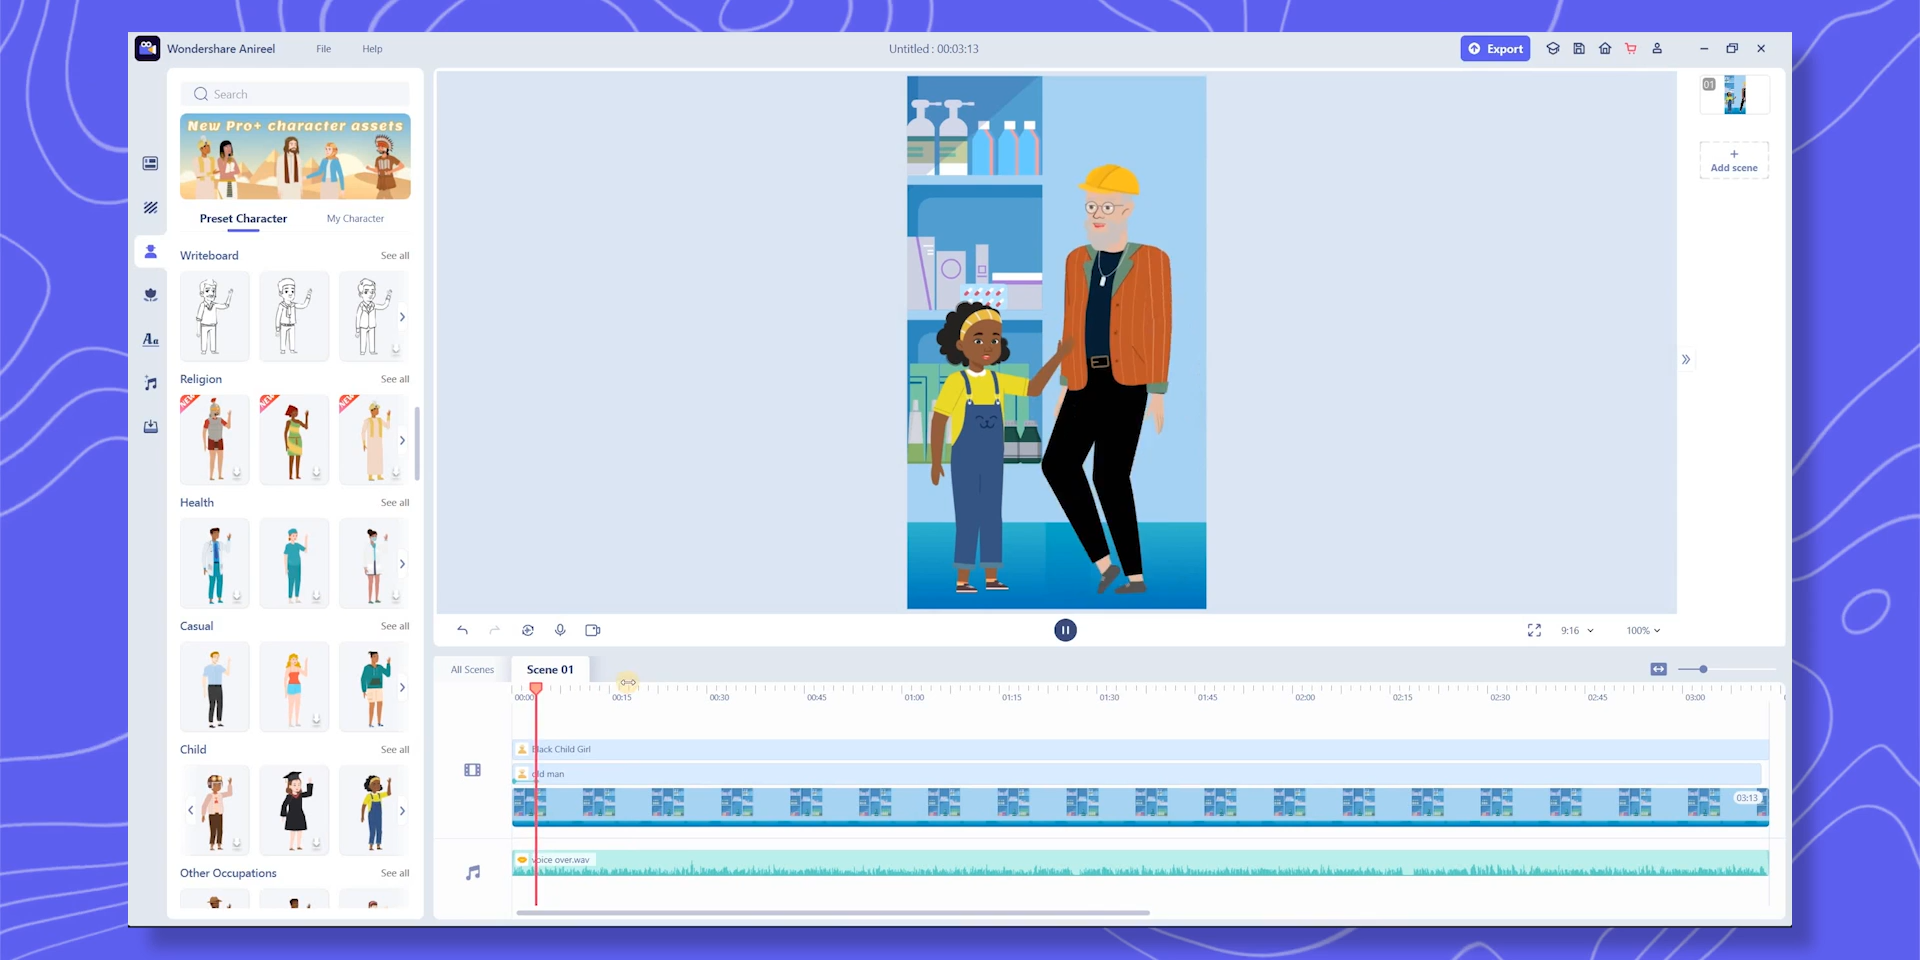 Wondershare Anireel
File
Help
Untitled : 00:03:13
Export
Search
New Pro+ character assets
Preset Character
My Character
Writeboard
See all
Religion
See all
NEW
NEW
NEW
Health
See all
Casual
See all
Child
See all
Other Occupations
See all
01
+
Add scene
9:16
100%
All Scenes
Scene 01
00:00
00:15
00:30
00:45
01:00
01:15
01:30
01:45
02:00
02:15
02:30
02:45
03:00
Black Child Girl
old man
03:13
voice over.wav